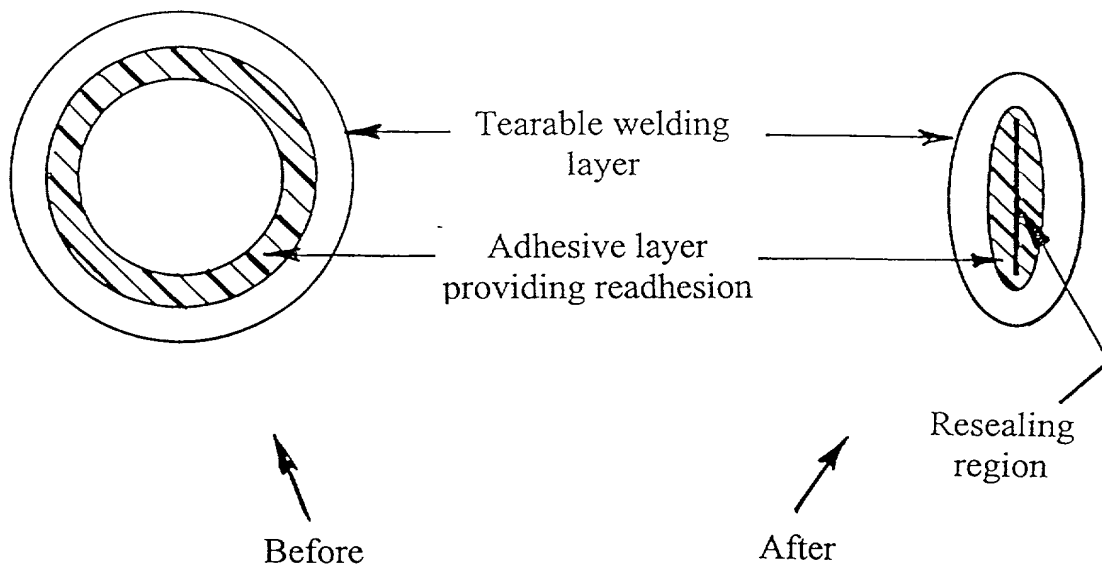 Tearable welding
layer
Adhesive layer
providing readhesion
Resealing
region
Before
After